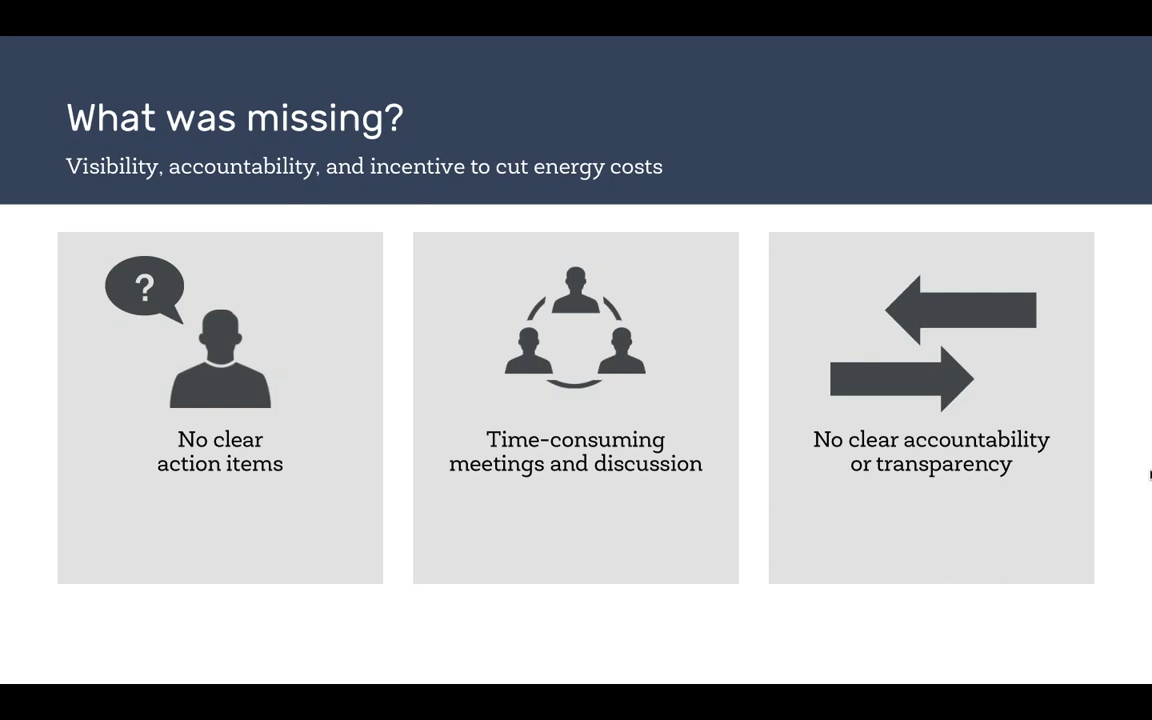 What was missing?
Visibility, accountability, and incentive to cut energy costs
?
No clear
action items
Time-consuming
meetings and discussion
No clear accountability
or transparency